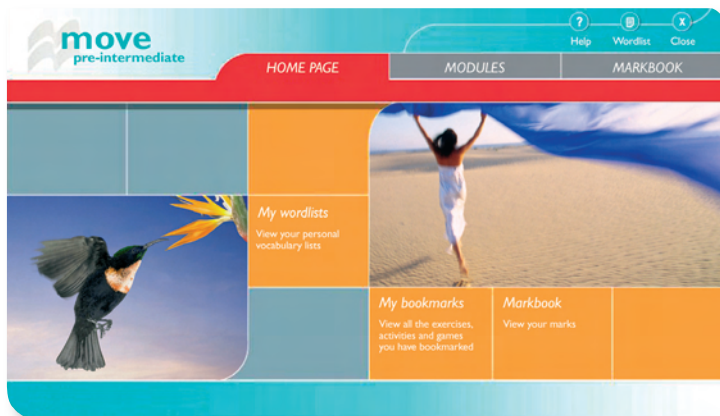 move
pre-intermediate
?
X
Help Wordlist Close
HOME PAGE MODULES MARKBOOK
My wordlists
View your personal
vocabulary lists
My bookmarks
View all the exercises,
activities and games
you have bookmarked
Markbook
View your marks